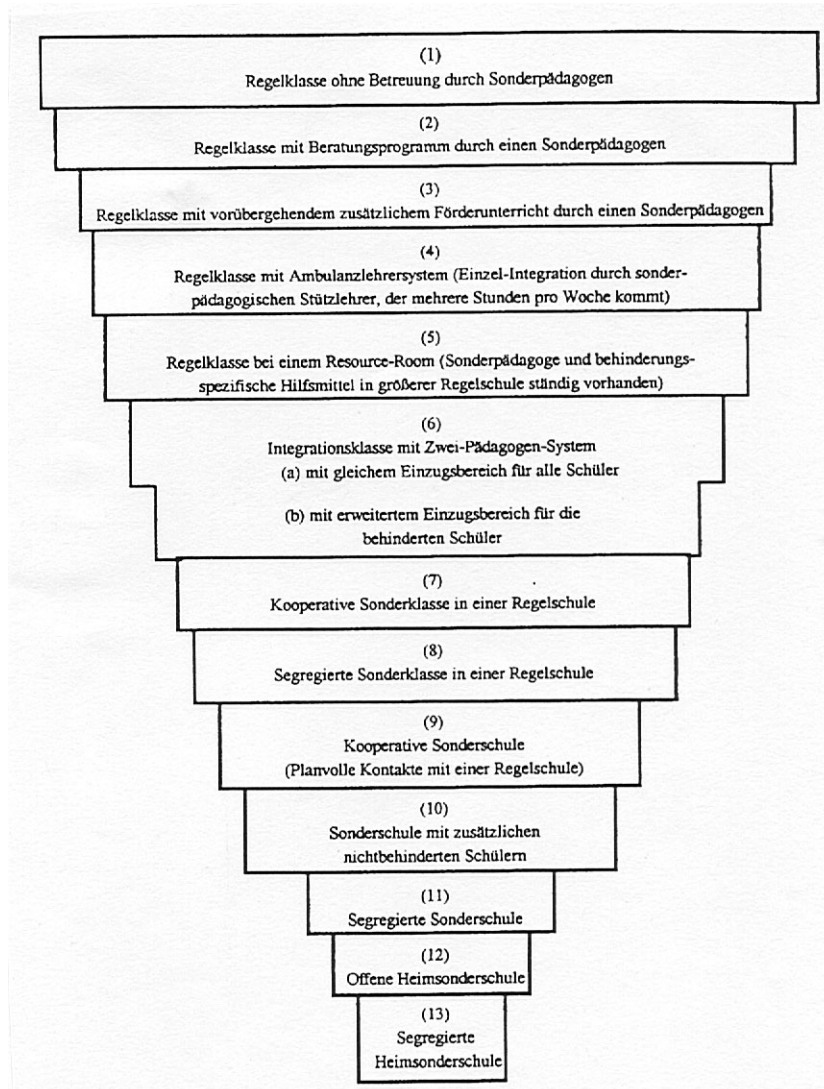 (1)
Regelklasse ohne Betreuung durch Sonderpädagogen
(2)
Regelklasse mit Beratungsprogramm durch einen Sonderpädagogen
(3)
Regelklasse mit vorübergehendem zusätzlichem Förderunterricht durch einen Sonderpädagogen
(4)
Regelklasse mit Ambulanzlehrersystem (Einzel-Integration durch sonder-
pädagogischen Stützlehrer, der mehrere Stunden pro Woche kommt)
(5)
Regelklasse bei einem Resource-Room (Sonderpädagoge und behinderungs-
spezifische Hilfsmittel in größerer Regelschule ständig vorhanden)
(6)
Integrationsklasse mit Zwei-Pädagogen-System
(a) mit gleichem Einzugsbereich für alle Schüler
(b) mit erweitertem Einzugsbereich für die
behinderten Schüler
(7)
Kooperative Sonderklasse in einer Regelschule
(8)
Segregierte Sonderklasse in einer Regelschule
(9)
Kooperative Sonderschule
(Planvolle Kontakte mit einer Regelschule)
(10)
Sonderschule mit zusätzlichen
nichtbehinderten Schülern
(11)
Segregierte Sonderschule
(12)
Offene Heimsonderschule
(13)
Segregierte
Heimsonderschule